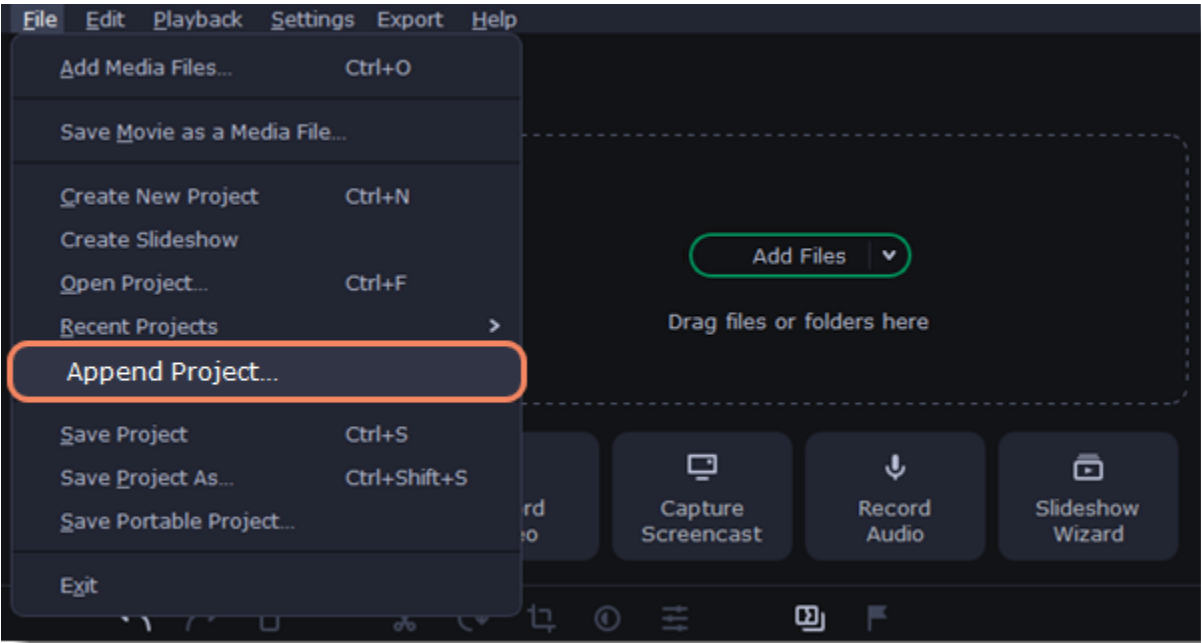 File Edit Playback Settings Export Help
Add Media Files... Ctrl+O
Save Movie as a Media File...
Create New Project Ctrl+N
Create Slideshow
Open Project... Ctrl+F
Recent Projects
Append Project...
Save Project Ctrl+S
Save Project As... Ctrl+Shift+S
Save Portable Project...
Exit
Add Files
Drag files or folders here
Capture
Screencast
Record
Audio
Slideshow
Wizard